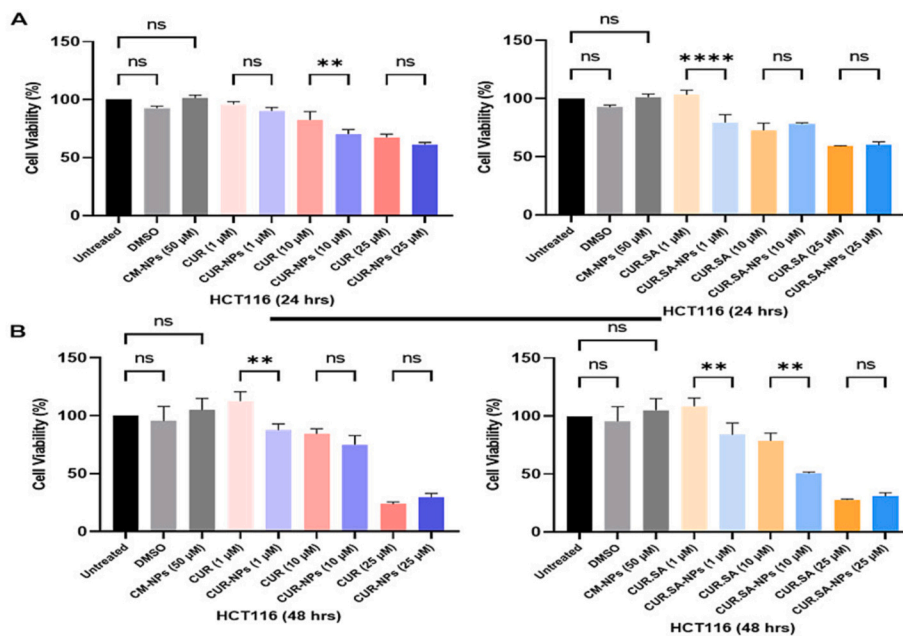 A
ns
ns
ns
**
ns
150
100
50
0
Cell Viability (%)
Untreated
DMSO
CM-NPs (50 µM)
CUR (1 µM)
CUR-NPs (1 µM)
CUR (10 µM)
CUR-NPs (10 µM)
CUR (25 µM)
CUR-NPs (25 µM)
HCT116 (24 hrs)
ns
ns
****
ns
ns
150
100
50
0
Cell Viability (%)
Untreated
DMSO
CM-NPs (50 µM)
CUR.SA (1 µM)
CUR.SA-NPs (1 µM)
CUR.SA (10 µM)
CUR.SA-NPs (10 µM)
CUR.SA (25 µM)
CUR.SA-NPs (25 µM)
HCT116 (24 hrs)
B
ns
ns
**
ns
ns
150
100
50
0
Cell Viability (%)
Untreated
DMSO
CM-NPs (50 µM)
CUR (1 µM)
CUR-NPs (1 µM)
CUR (10 µM)
CUR-NPs (10 µM)
CUR (25 µM)
CUR-NPs (25 µM)
HCT116 (48 hrs)
ns
ns
**
**
ns
150
100
50
0
Cell Viability (%)
Untreated
DMSO
CM-NPs (50 µM)
CUR.SA (1 µM)
CUR.SA-NPs (1 µM)
CUR.SA (10 µM)
CUR.SA-NPs (10 µM)
CUR.SA (25 µM)
CUR.SA-NPs (25 µM)
HCT116 (48 hrs)